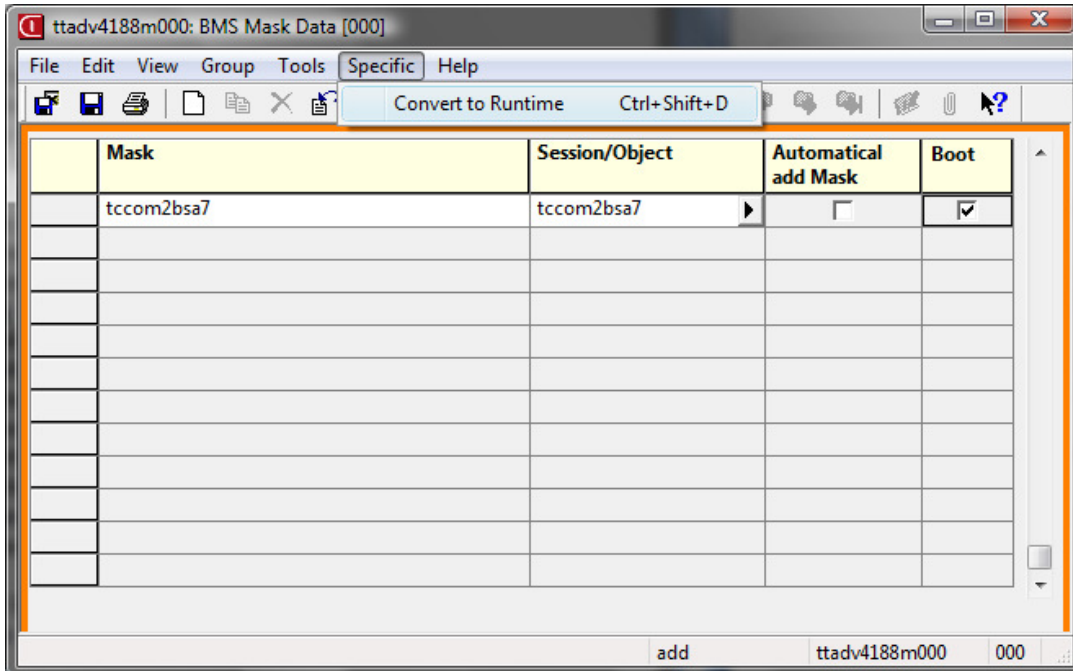 ttadv4188m000: BMS Mask Data [000]
File Edit View Group Tools Specific Help
Convert to Runtime Ctrl+Shift+D
Mask Session/Object Automatical add Mask Boot
tccom2bsa7 tccom2bsa7
add ttadv4188m000 000